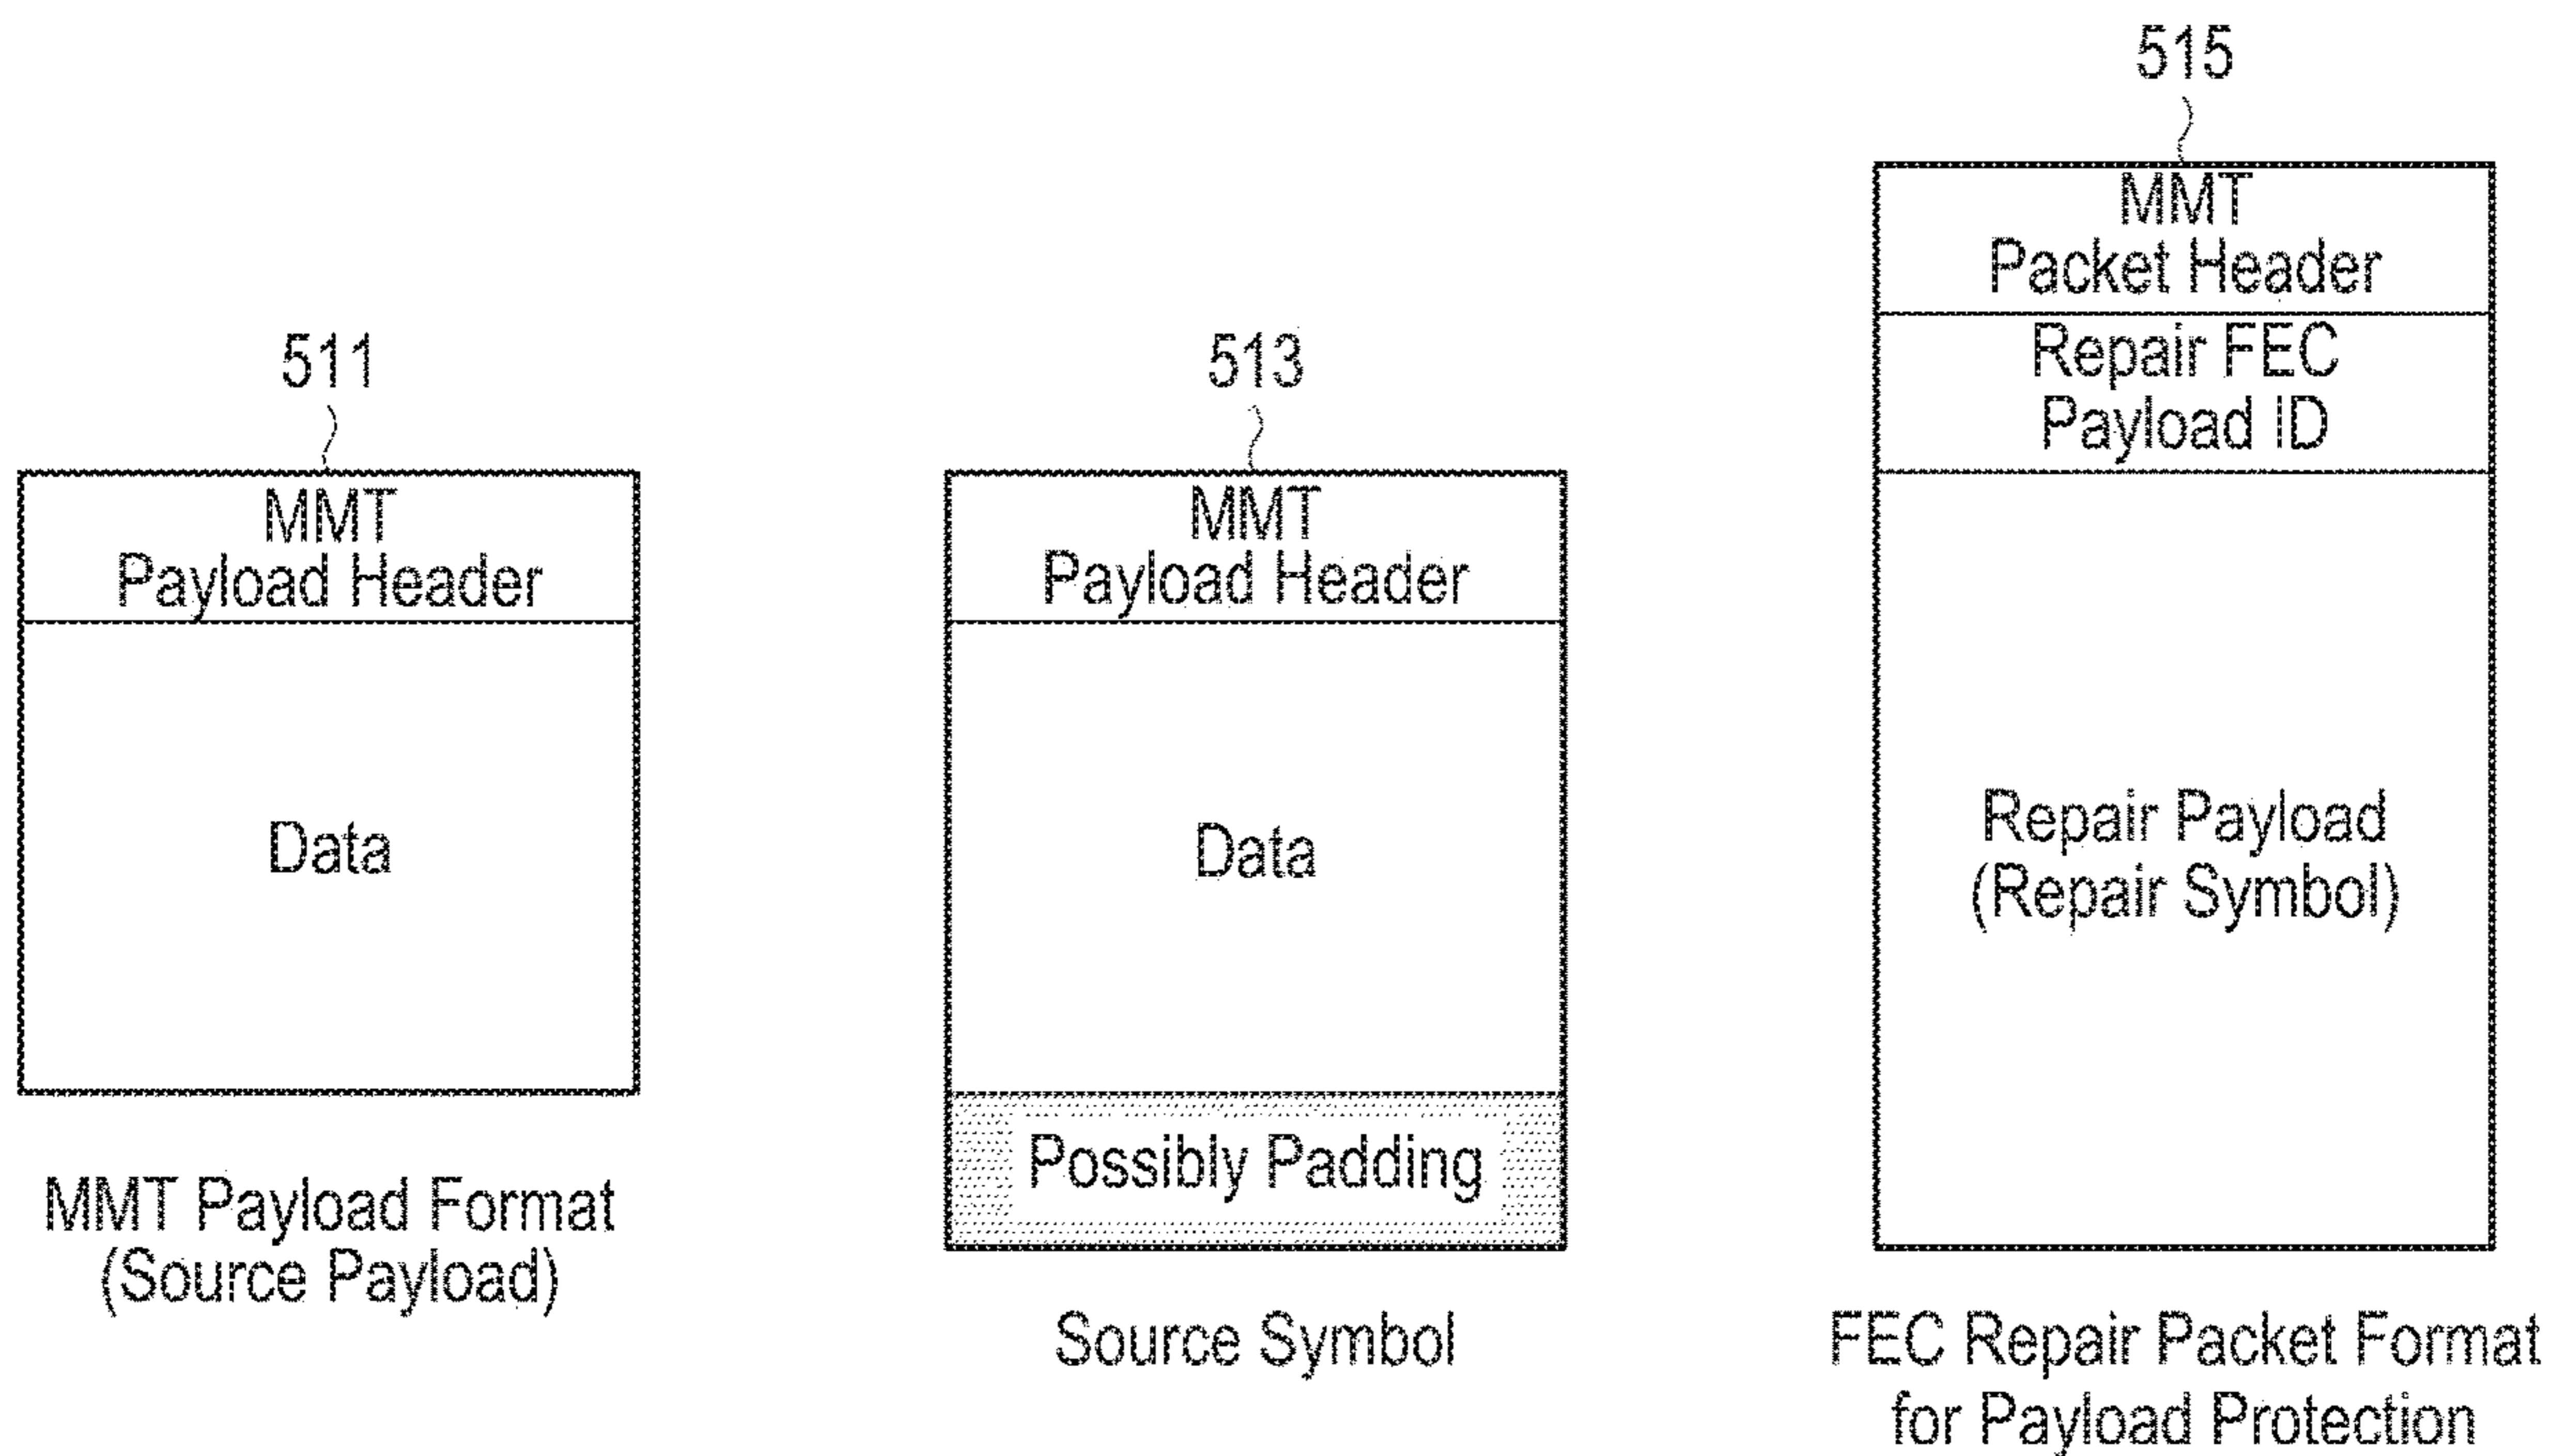 511
MMT
Payload Header
Data
MMT Payload Format
(Source Payload)
513
MMT
Payload Header
Data
Possibly Padding
Source Symbol
515
MMT
Packet Header
Repair FEC
Payload ID
Repair Payload
(Repair Symbol)
FEC Repair Packet Format
for Payload Protection